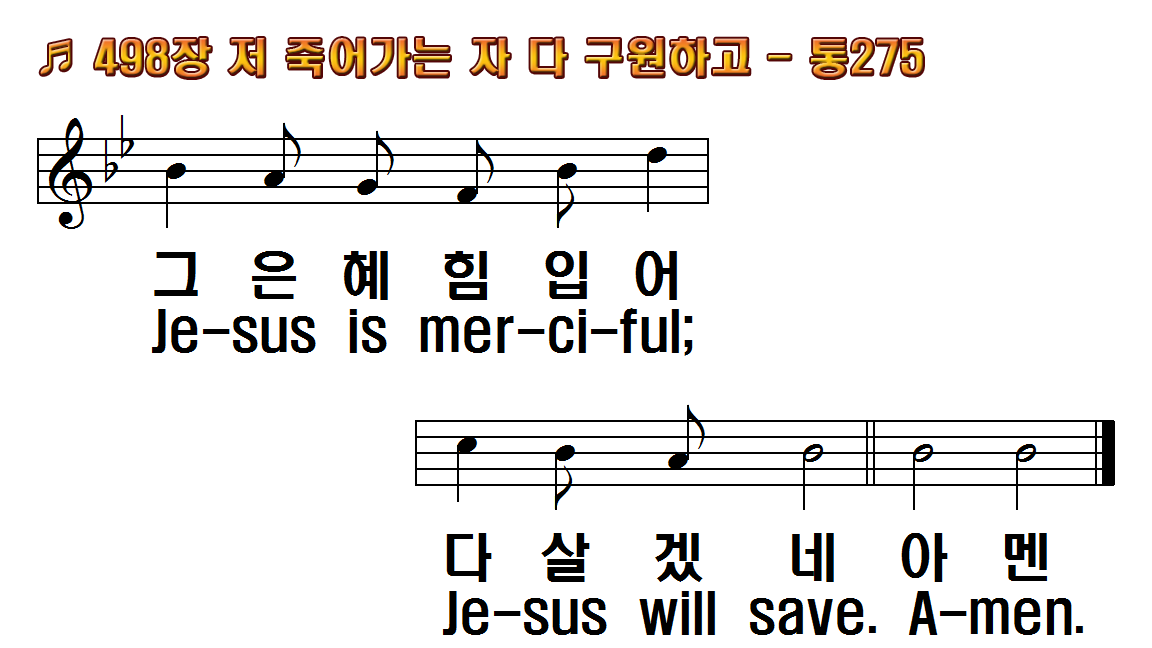 ♬ 498장 저 죽어가는 자 다 구원하고 - 통275
그 은 혜 힘 입 어
Je-sus is mer-ci-ful;
다 살 겠 네 아 멘
Je-sus will save. A-men.